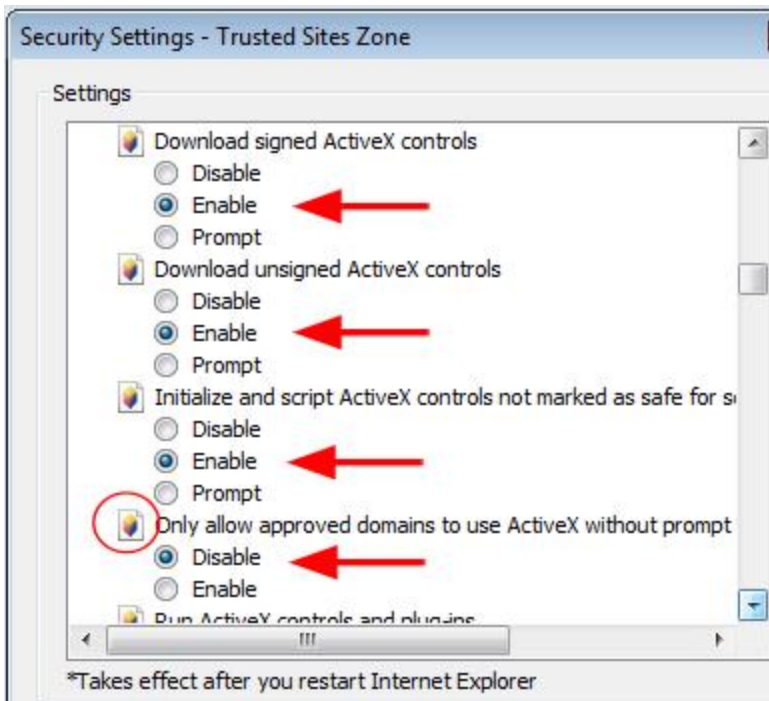 Security Settings - Trusted Sites Zone
Settings
Download signed ActiveX controls
Disable
Enable
Prompt
Download unsigned ActiveX controls
Disable
Enable
Prompt
Initialize and script ActiveX controls not marked as safe for
Disable
Enable
Prompt
Only allow approved domains to use ActiveX without prompt
Disable
Enable
Run ActiveX controls and plug-ins
*Takes effect after you restart Internet Explorer